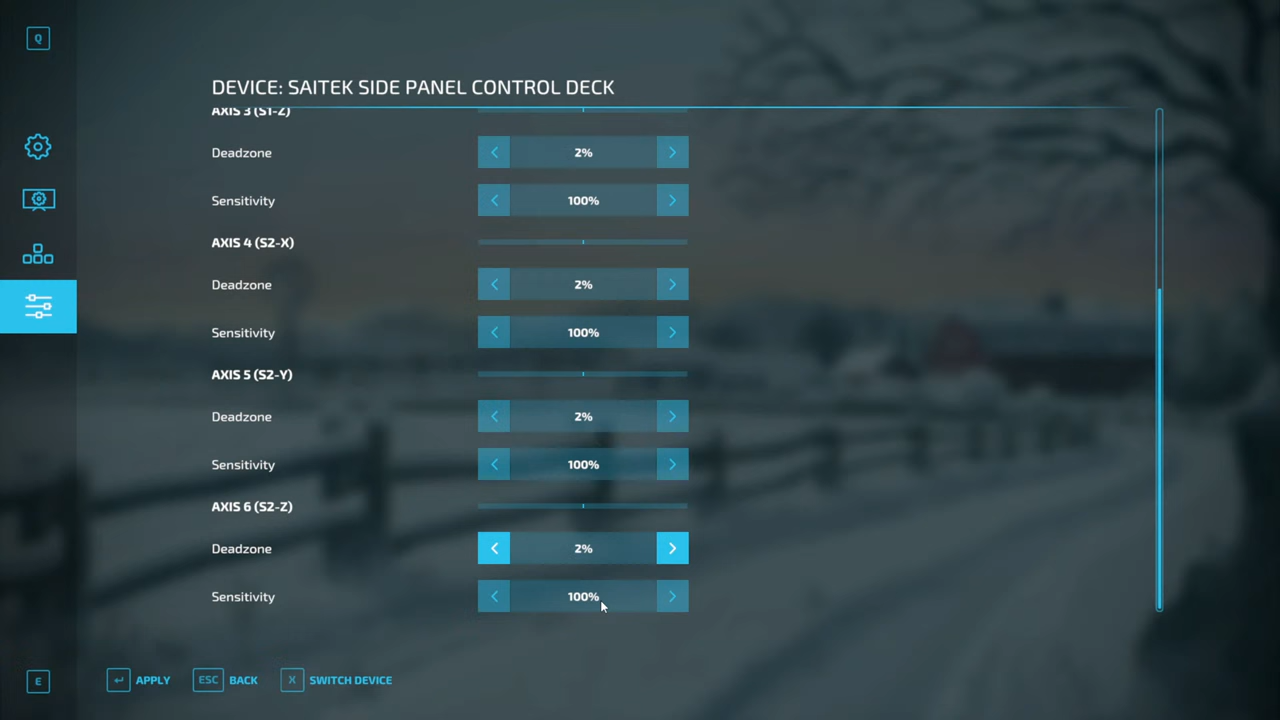 Q
DEVICE: SAITEK SIDE PANEL CONTROL DECK
AXIS 3 (S1-Z)
Deadzone 2%
Sensitivity 100%
AXIS 4 (S2-X)
Deadzone 2%
Sensitivity 100%
AXIS 5 (S2-Y)
Deadzone 2%
Sensitivity 100%
AXIS 6 (S2-Z)
Deadzone 2%
Sensitivity 100%
E APPLY ESC BACK X SWITCH DEVICE